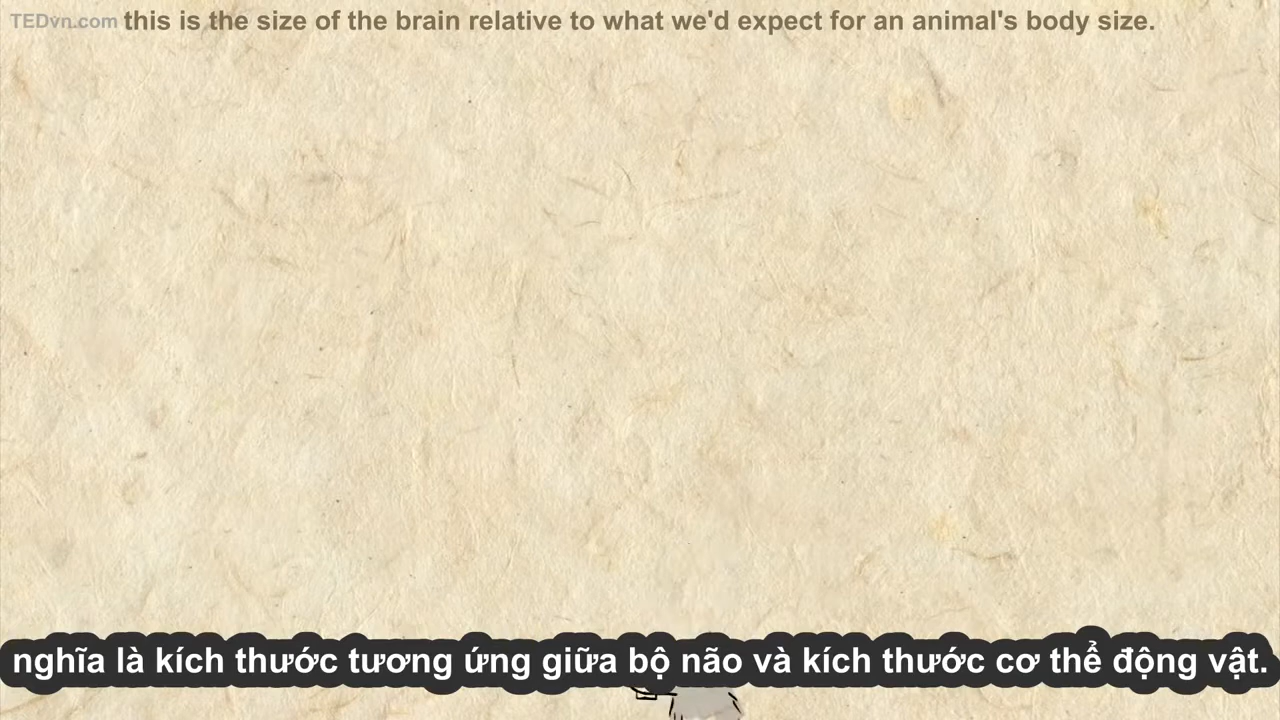 TEDvn.com this is the size of the brain relative to what we'd expect for an animal's body size.
nghĩa là kích thước tương ứng giữa bộ não và kích thước cơ thể động vật.